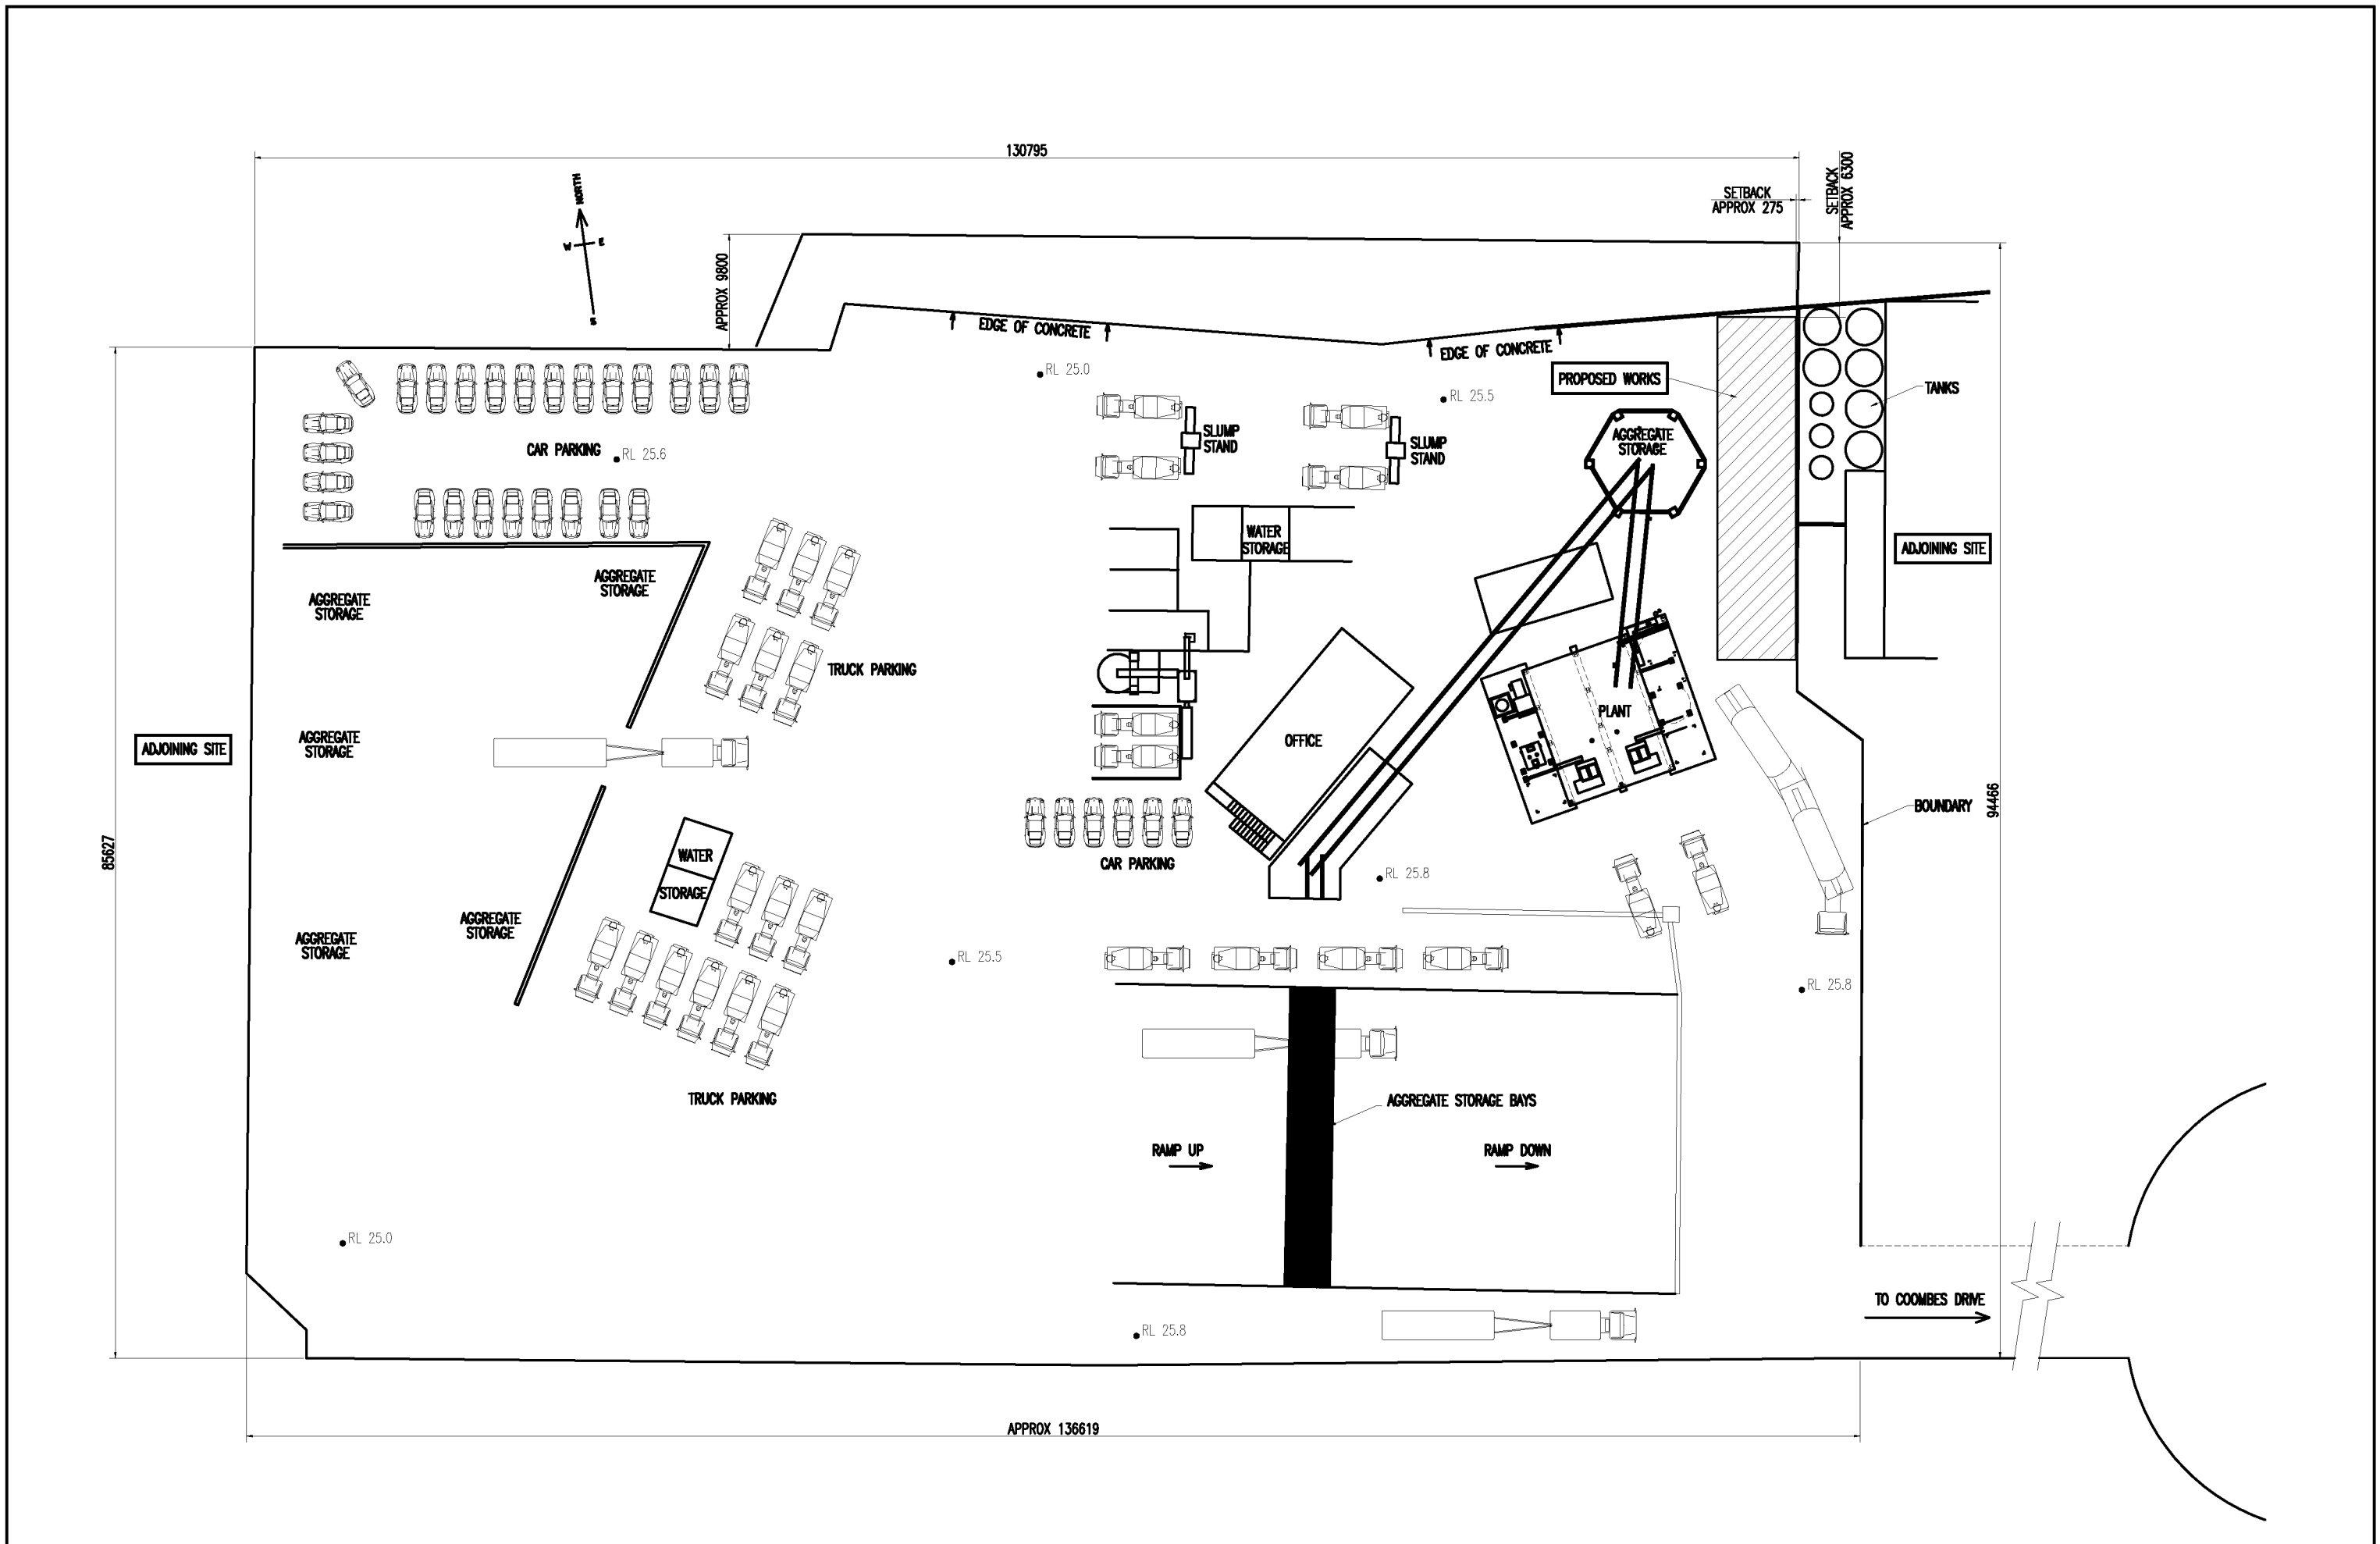 130795
SETBACK
APPROX 275
SETBACK
APPROX 6300
NORTH
W
E
S
APPROX 9800
EDGE OF CONCRETE
EDGE OF CONCRETE
RL 25.0
RL 25.5
PROPOSED WORKS
TANKS
SLUMP
STAND
SLUMP
STAND
AGGREGATE
STORAGE
CAR PARKING
RL 25.6
WATER
STORAGE
ADJOINING SITE
AGGREGATE
STORAGE
AGGREGATE
STORAGE
TRUCK PARKING
PLANT
OFFICE
ADJOINING SITE
AGGREGATE
STORAGE
BOUNDARY
94466
85627
WATER
STORAGE
CAR PARKING
RL 25.8
AGGREGATE
STORAGE
AGGREGATE
STORAGE
RL 25.5
RL 25.8
TRUCK PARKING
AGGREGATE STORAGE BAYS
RAMP UP
RAMP DOWN
RL 25.0
TO COOMBES DRIVE
RL 25.8
APPROX 136619